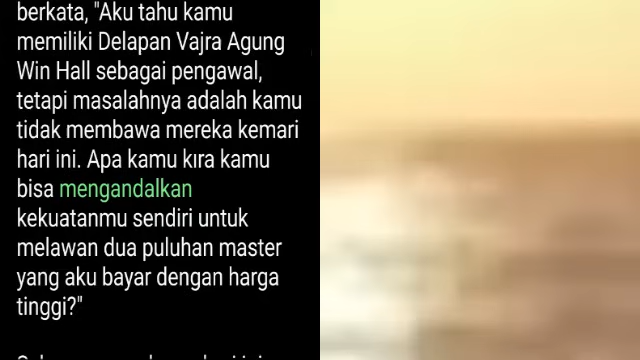 berkata, "Aku tahu kamu
memiliki Delapan Vajra Agung
Win Hall sebagai pengawal,
tetapi masalahnya adalah kamu
tidak membawa mereka kemari
hari ini. Apa kamu kira kamu
bisa mengandalkan
kekuatanmu sendiri untuk
melawan dua puluhan master
yang aku bayar dengan harga
tinggi?"